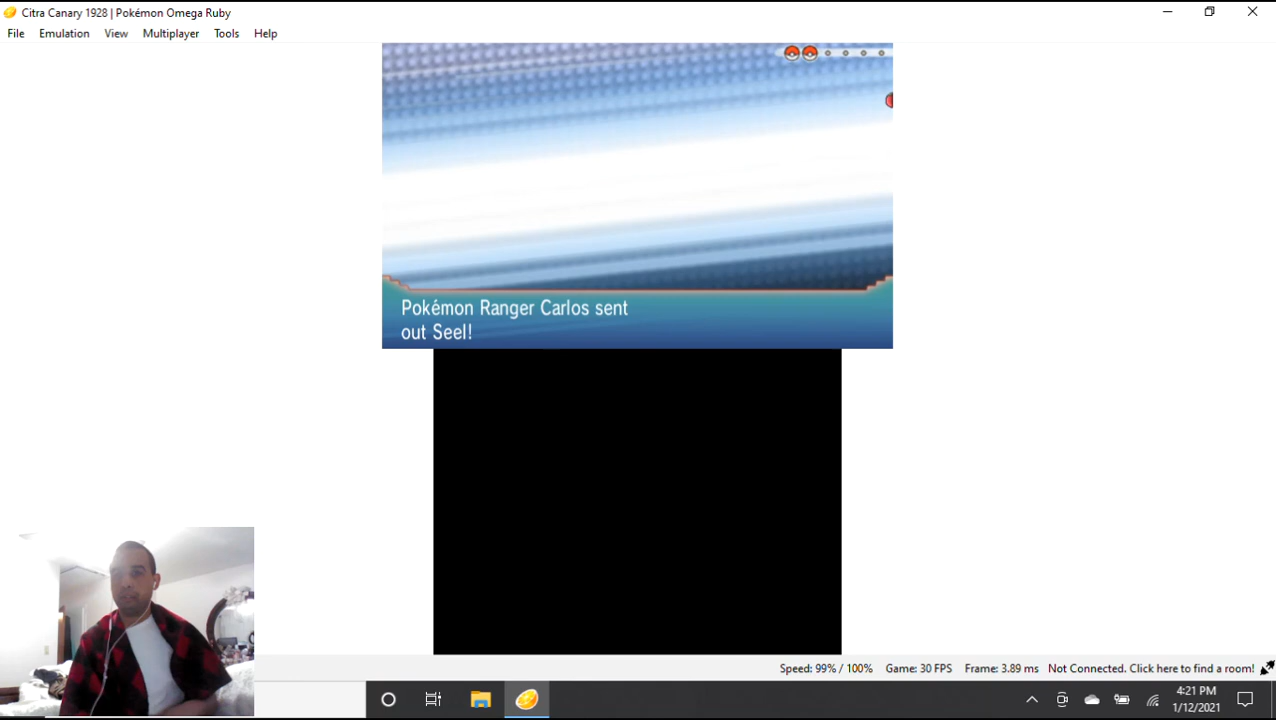 Citra Canary 1928 | Pokémon Omega Ruby
File Emulation View Multiplayer Tools Help
Pokémon Ranger Carlos sent
out Seel!
Speed: 99% / 100% Game: 30 FPS Frame: 3.89 ms Not Connected. Click here to find a room!
4:21 PM
1/12/2021